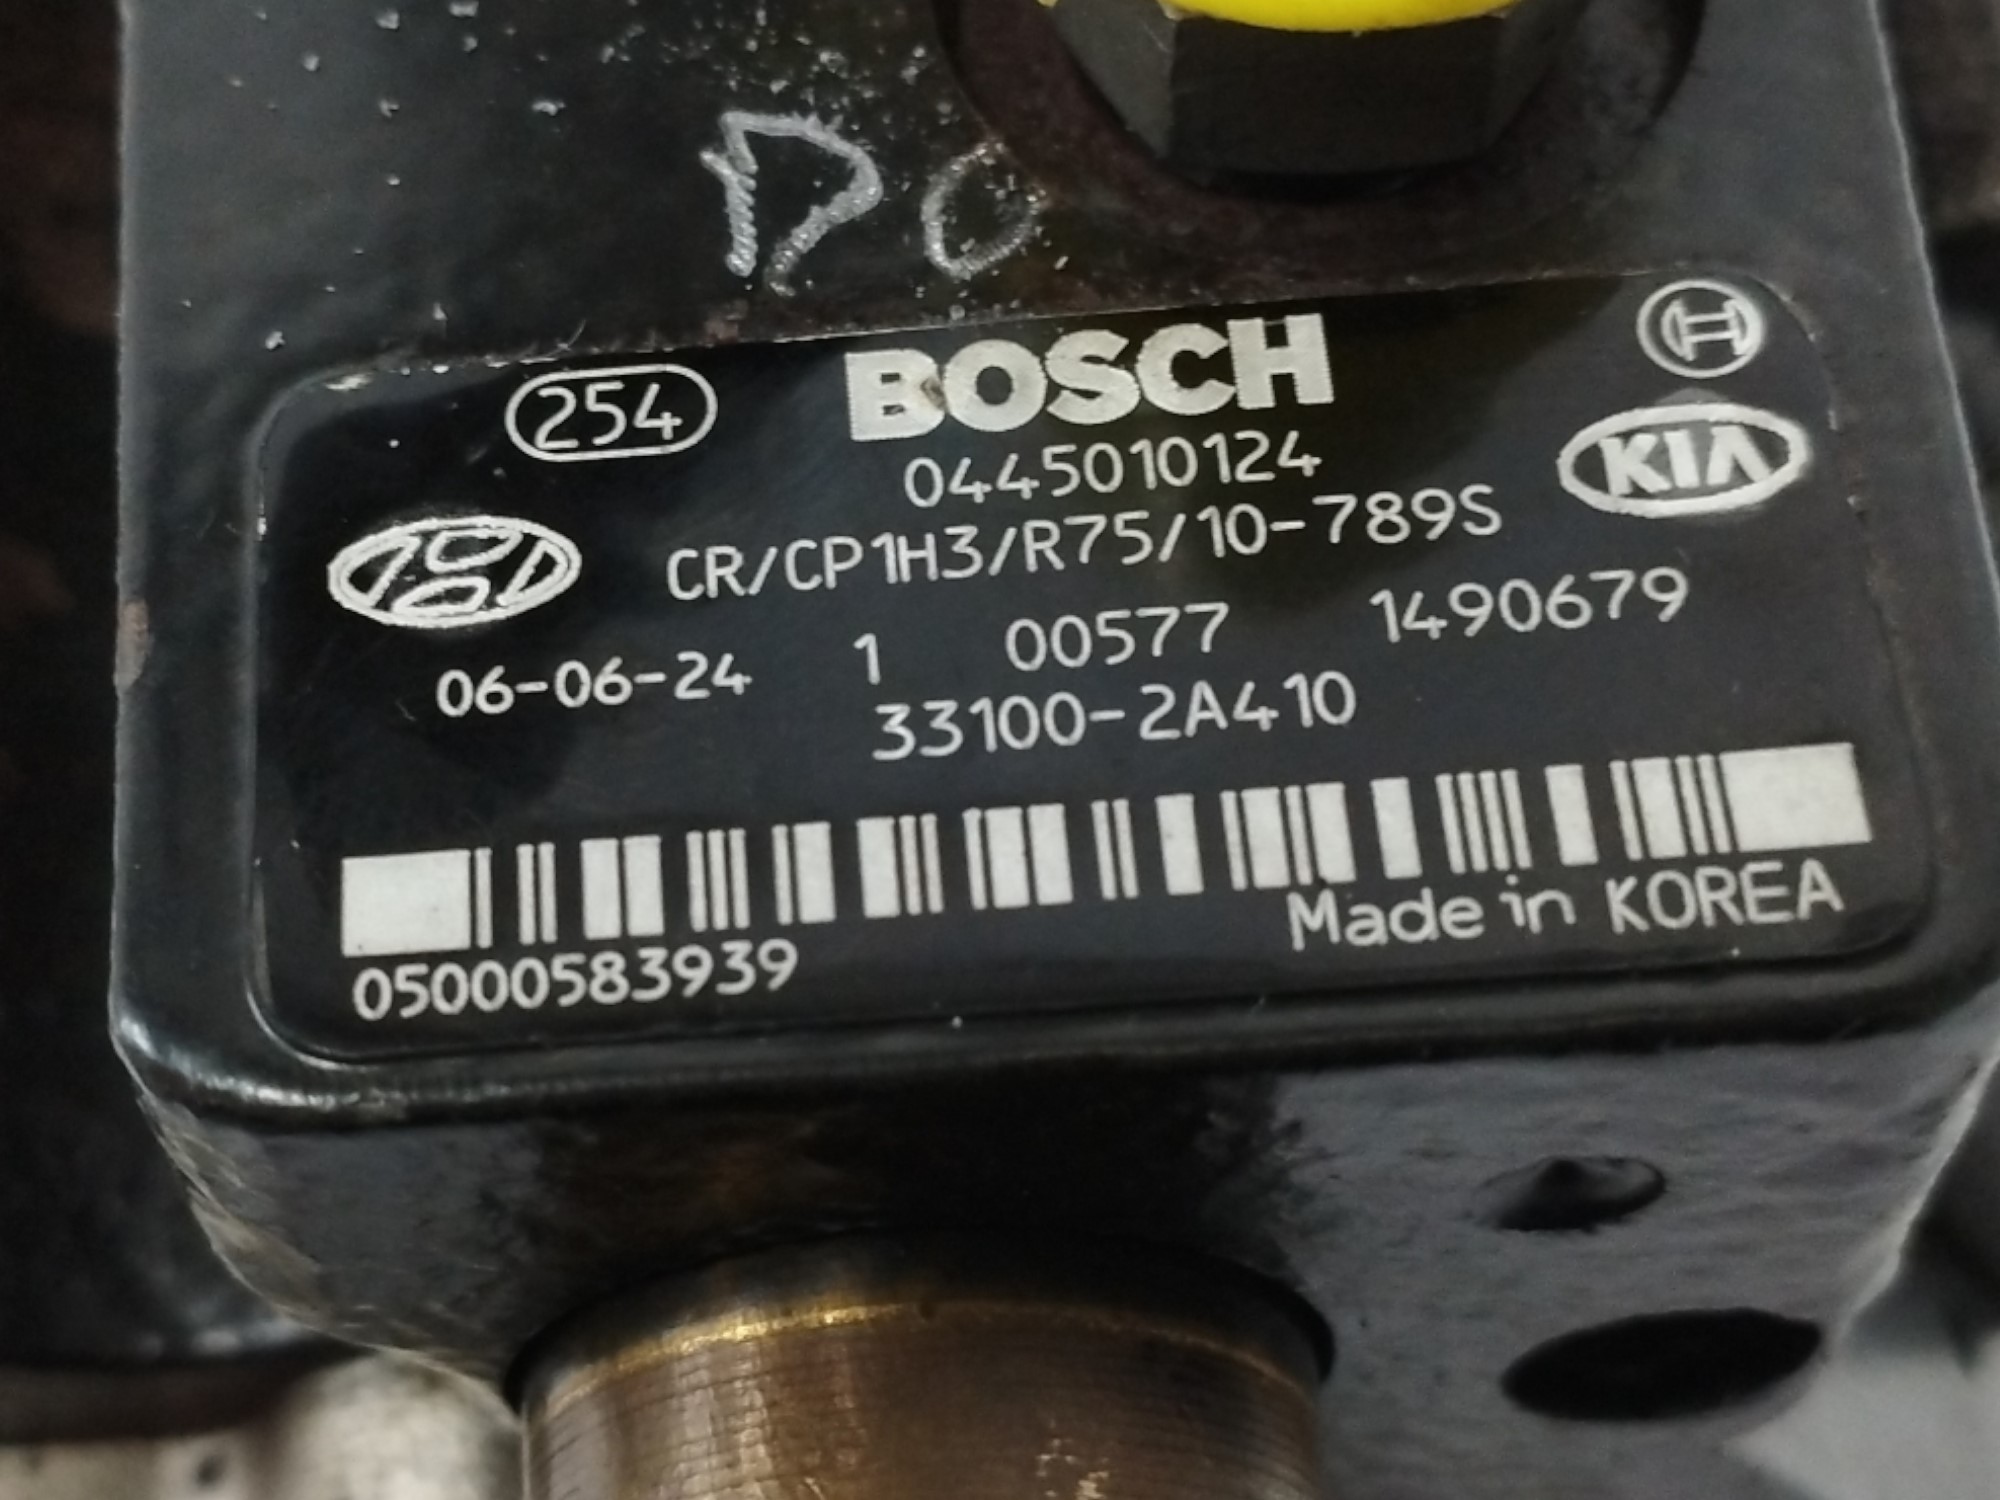 DO
254 BOSCH
0445010124 KIA
CR/CP1H3/R75/10-789S
06-06-24 1 00577 1490679
33100-2A410
05000583939 Made in KOREA